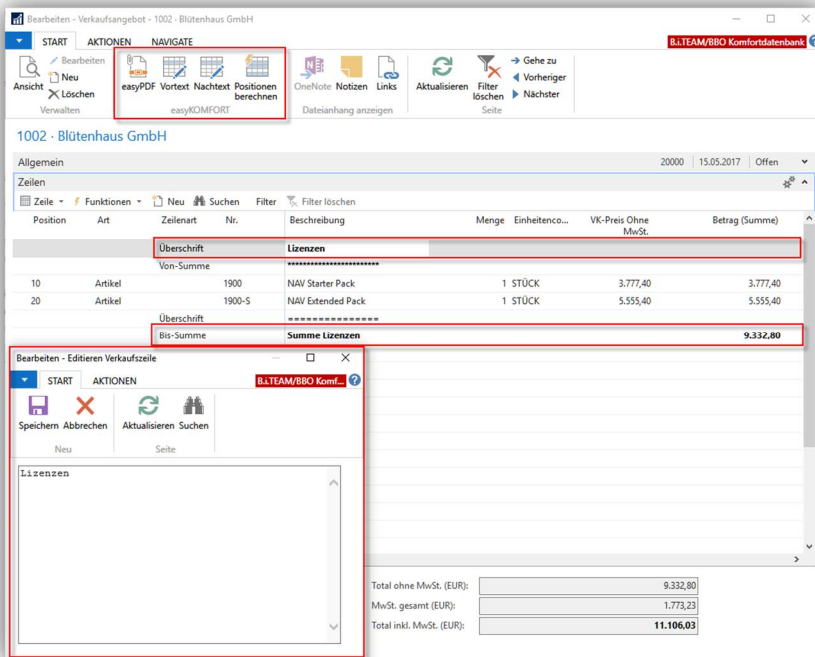 Bearbeiten - Verkaufsangebot - 1002 · Blütenhaus GmbH
START AKTIONEN NAVIGATE
B.i.TEAM/BBO Komfortdatenbank
Ansicht
Bearbeiten
Neu
Löschen
Verwalten
easyPDF Vortext Nachtext Positionen berechnen
easyKOMFORT
OneNote Notizen Links
Dateianhang anzeigen
Aktualisieren Filter löschen
Gehe zu
Vorheriger
Nächster
Seite
1002 · Blütenhaus GmbH
Allgemein 20000 15.05.2017 Offen
Zeilen
Zeile Funktionen Neu Suchen Filter Filter löschen
Position Art Zeilenart Nr. Beschreibung Menge Einheitenco... VK-Preis Ohne MwSt. Betrag (Summe)
Überschrift Lizenzen
Von-Summe ************************
10 Artikel 1900 NAV Starter Pack 1 STÜCK 3.777,40 3.777,40
20 Artikel 1900-S NAV Extended Pack 1 STÜCK 5.555,40 5.555,40
Überschrift ===============
Bis-Summe Summe Lizenzen 9.332,80
Bearbeiten - Editieren Verkaufszeile
START AKTIONEN
B.i.TEAM/BBO Komf...
Speichern Abbrechen Aktualisieren Suchen
Neu Seite
Lizenzen
Total ohne MwSt. (EUR): 9.332,80
MwSt. gesamt (EUR): 1.773,23
Total inkl. MwSt. (EUR): 11.106,03